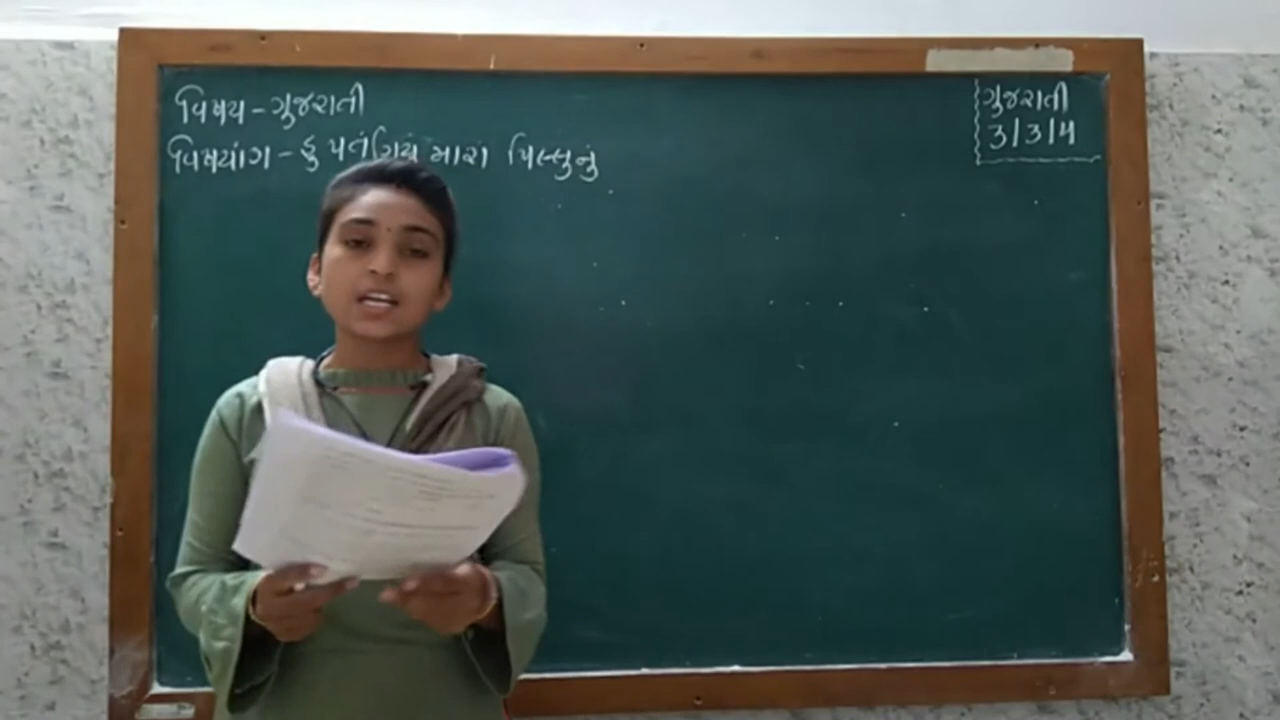 વિષય - ગુજરાતી
વિષયાંગ - હુ પતંગિયું મારા પિલ્લુનું
ગુજરાતી
3/3/4